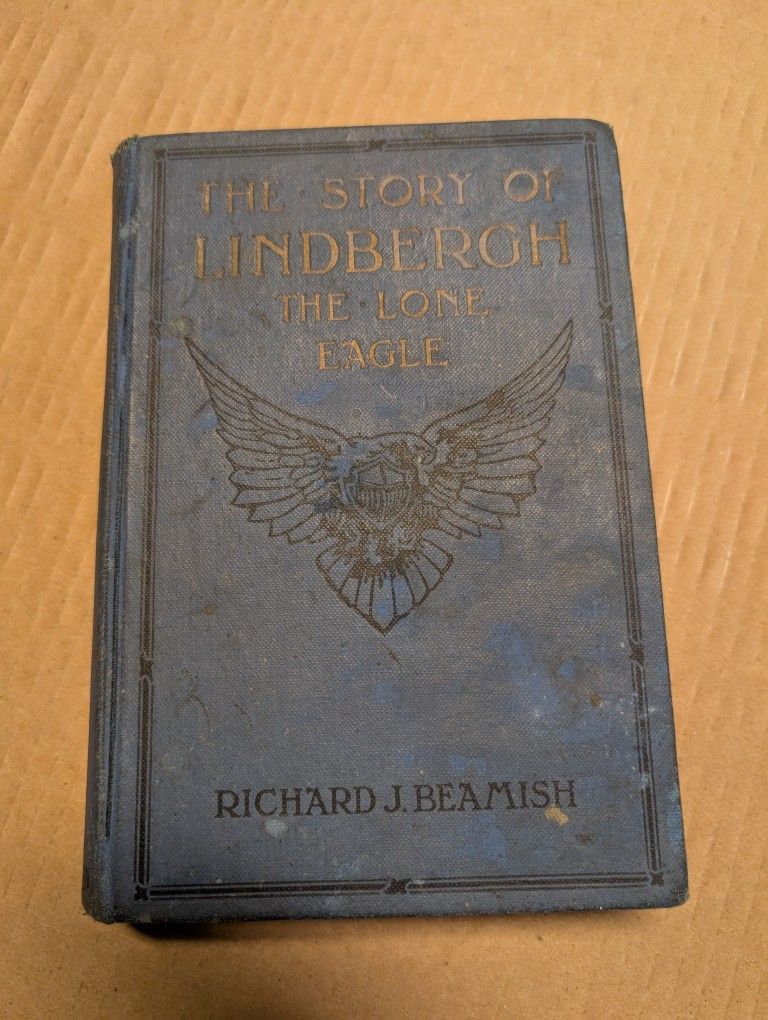 THE · STORY OF
LINDBERGH
THE · LONE
EAGLE
RICHARD J. BEAMISH